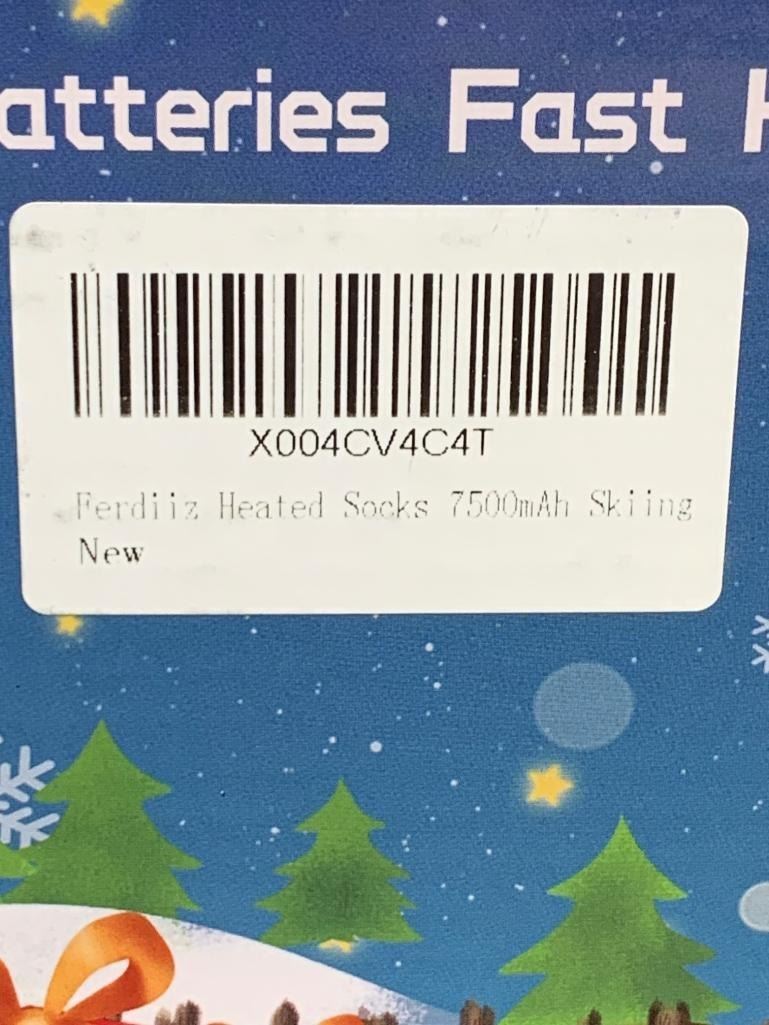 atteries Fast
X004CV4C4T
Ferdiiz Heated Socks 7500mAh Skiing
New